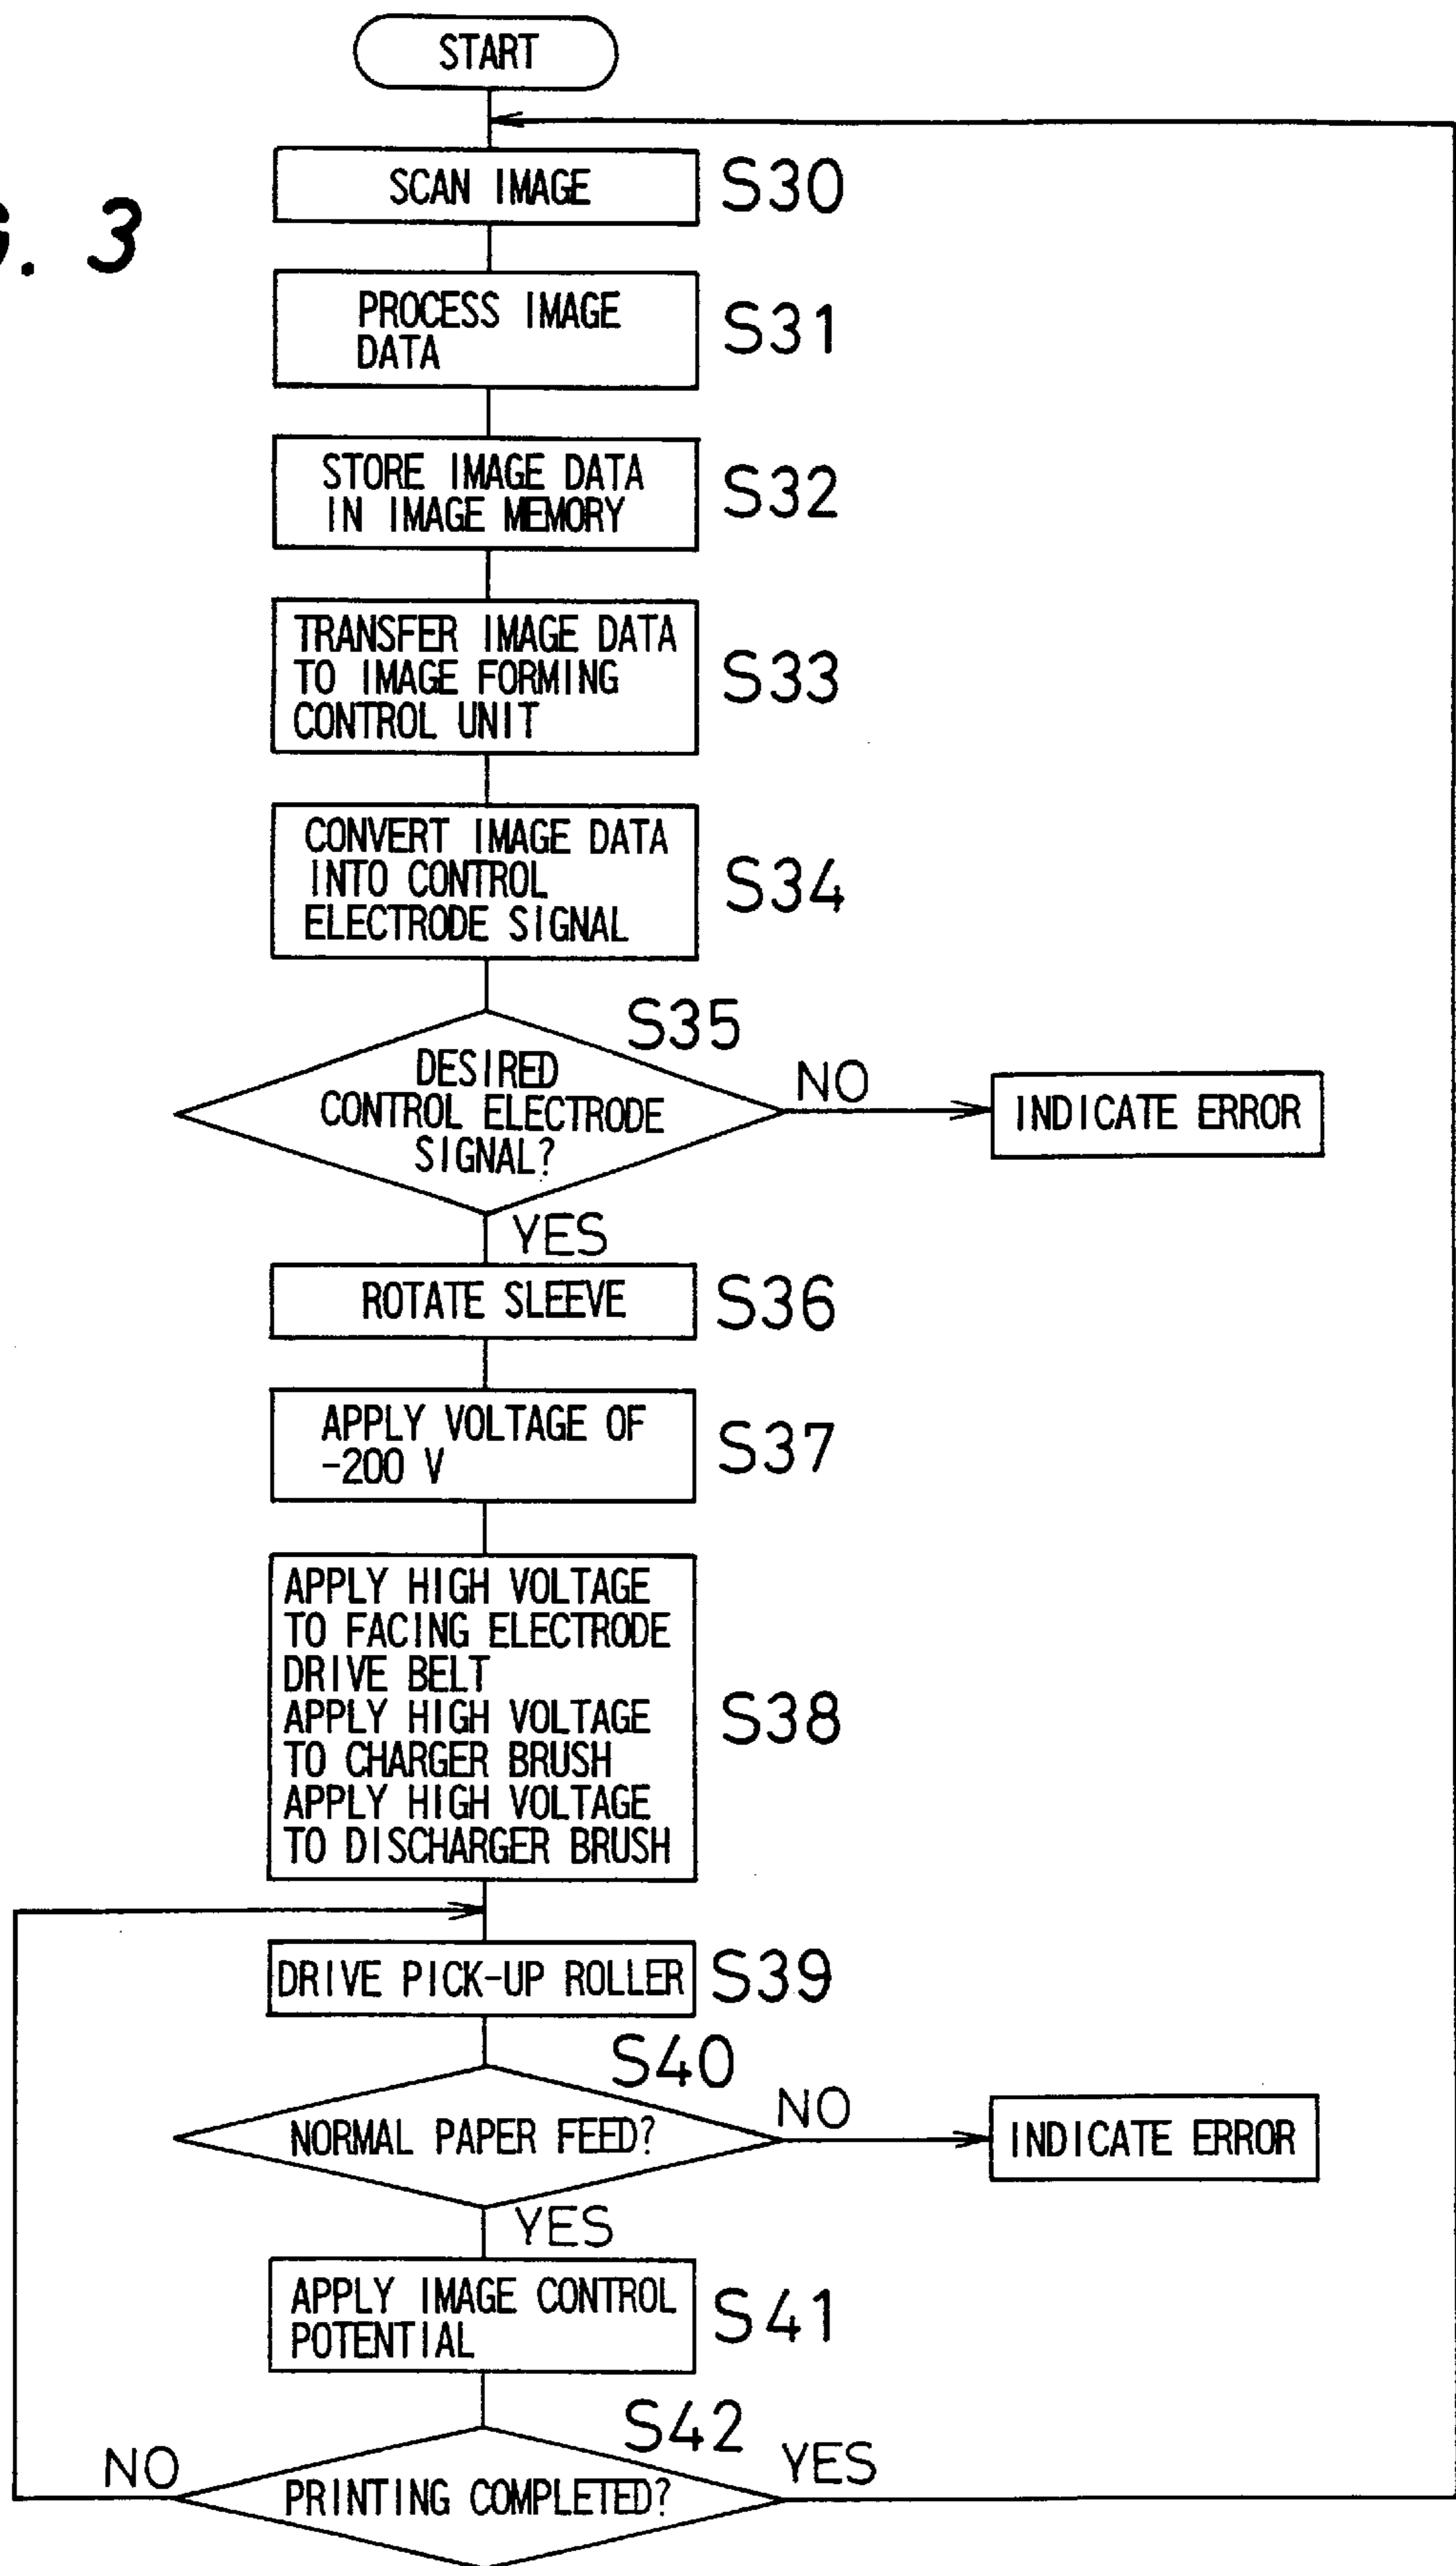 START
SCAN IMAGE
S30
G. 3
PROCESS IMAGE
DATA
S31
STORE IMAGE DATA
IN IMAGE MEMORY
S32
TRANSFER IMAGE DATA
TO IMAGE FORMING
CONTROL UNIT
S33
CONVERT IMAGE DATA
INTO CONTROL
ELECTRODE SIGNAL
S34
S35
DESIRED
CONTROL ELECTRODE
SIGNAL?
NO
INDICATE ERROR
YES
ROTATE SLEEVE
S36
APPLY VOLTAGE OF
-200 V
S37
APPLY HIGH VOLTAGE
TO FACING ELECTRODE
DRIVE BELT
APPLY HIGH VOLTAGE
TO CHARGER BRUSH
APPLY HIGH VOLTAGE
TO DISCHARGER BRUSH
S38
DRIVE PICK-UP ROLLER
S39
S40
NORMAL PAPER FEED?
NO
INDICATE ERROR
YES
APPLY IMAGE CONTROL
POTENTIAL
S41
S42
NO
PRINTING COMPLETED?
YES